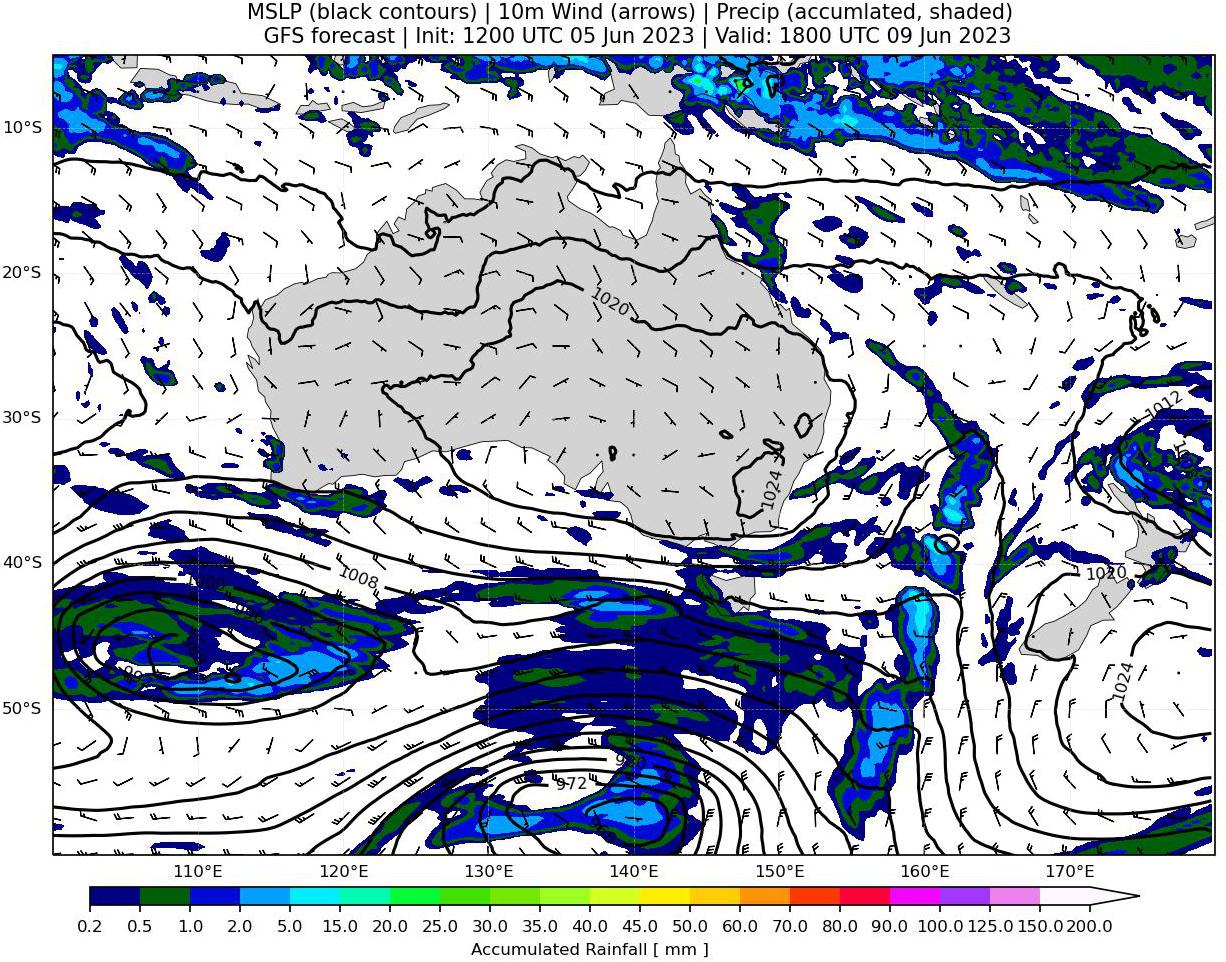 MSLP (black contours) | 10m Wind (arrows) | Precip (accumlated, shaded)
GFS forecast | Init: 1200 UTC 05 Jun 2023 | Valid: 1800 UTC 09 Jun 2023
10°S
20°S
30°S
40°S
50°S
1020
1012
1024
1008
1000
1020
1024
972
110°E 120°E 130°E 140°E 150°E 160°E 170°E
0.2 0.5 1.0 2.0 5.0 15.0 20.0 25.0 30.0 35.0 40.0 45.0 50.0 60.0 70.0 80.0 90.0 100.0 125.0 150.0 200.0
Accumulated Rainfall [ mm ]